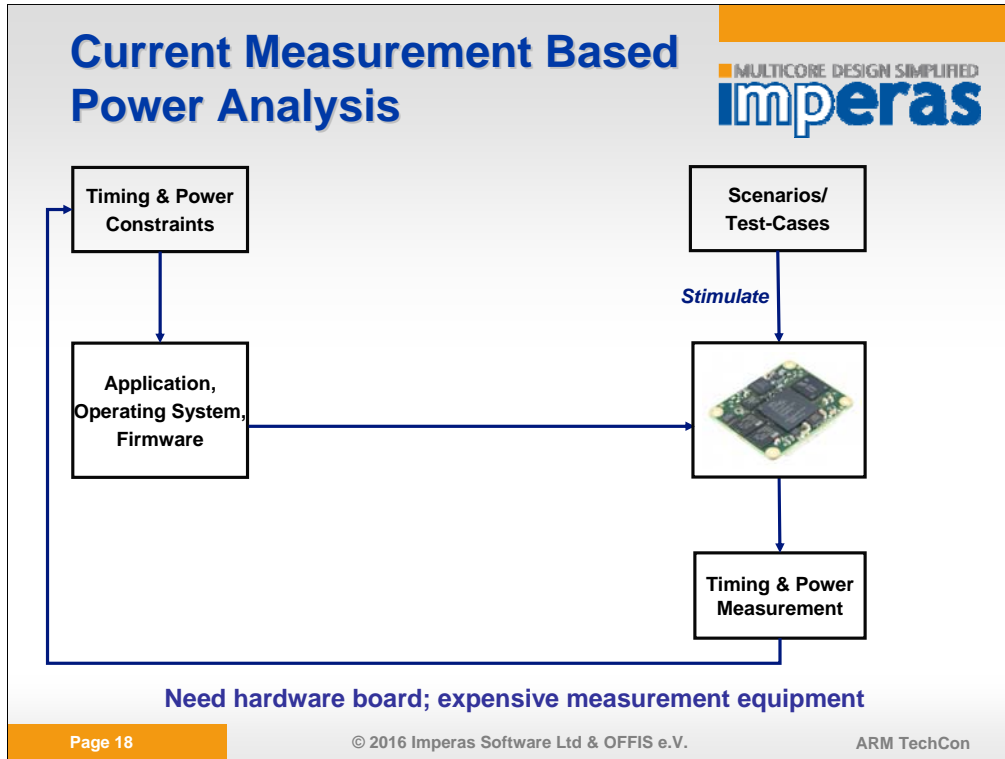 Current Measurement Based
Power Analysis
MULTICORE DESIGN SIMPLIFIED
imperas
Timing & Power
Constraints
Scenarios/
Test-Cases
Stimulate
Application,
Operating System,
Firmware
Timing & Power
Measurement
Need hardware board; expensive measurement equipment
Page 18
© 2016 Imperas Software Ltd & OFFIS e.V.
ARM TechCon